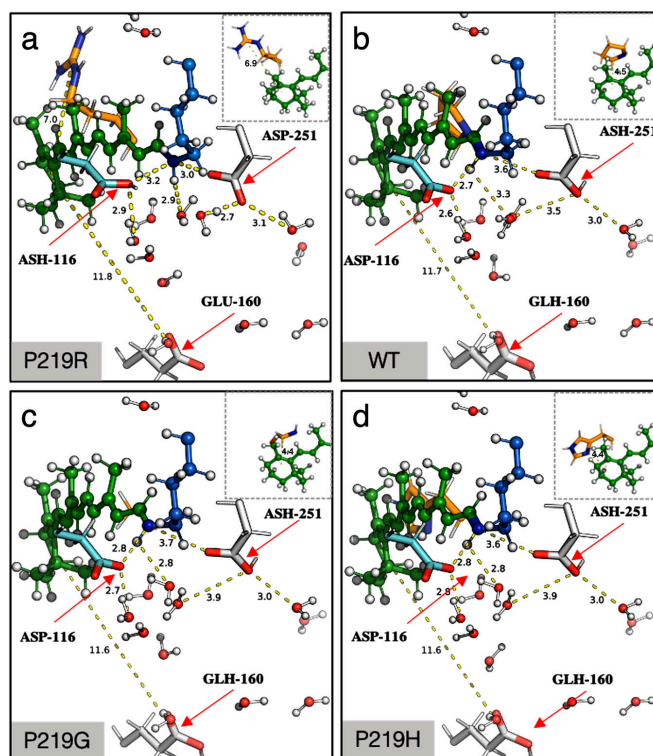 a
6.9
7.0
ASP-251
3.2
3.0
2.9
2.9
2.7
3.1
ASH-116
11.8
GLU-160
P219R
b
4.5
ASH-251
3.6
2.7
3.3
2.6
3.5
3.0
ASP-116
11.7
GLH-160
WT
c
4.4
ASH-251
3.7
2.8
2.8
2.7
3.9
3.0
ASP-116
11.6
GLH-160
P219G
d
4.4
ASH-251
3.6
2.8
2.8
2.8
3.9
3.0
ASP-116
11.6
GLH-160
P219H